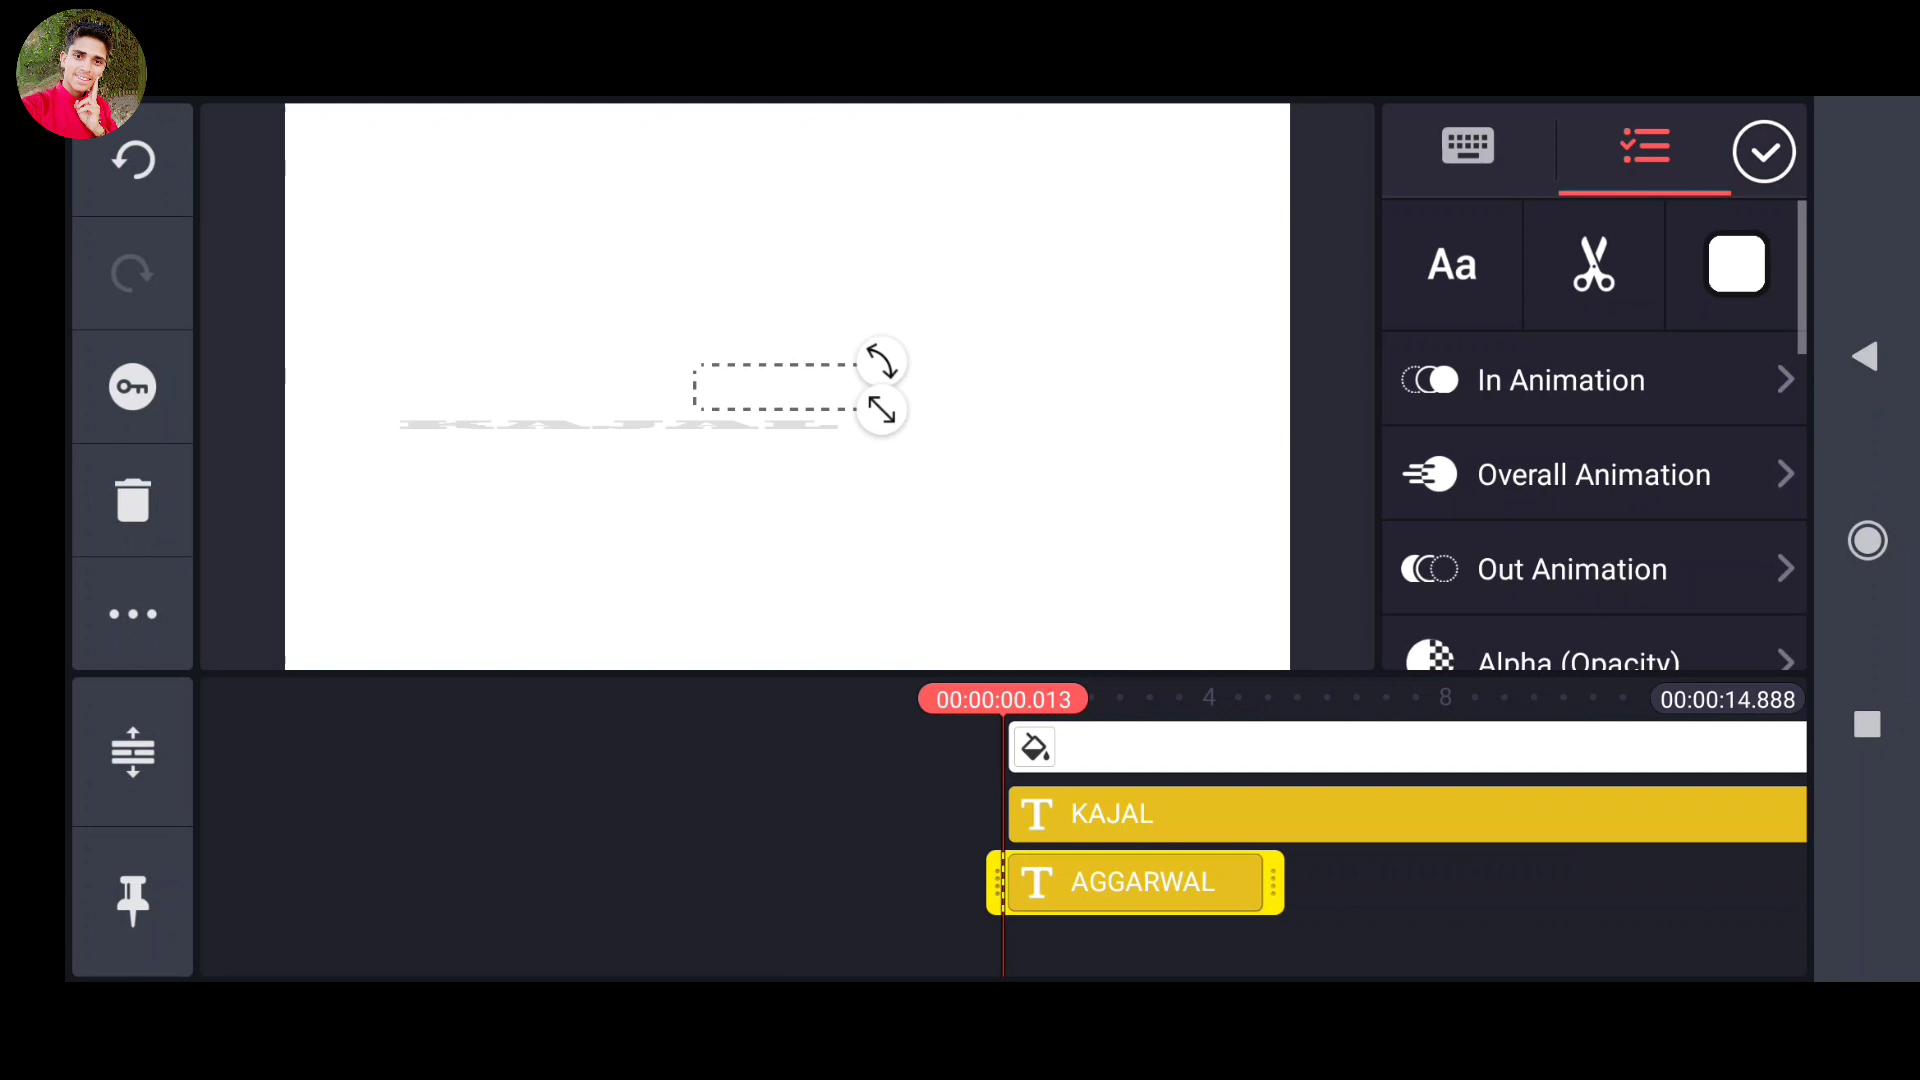 KAJAL
Aa
In Animation
Overall Animation
Out Animation
Alpha (Opacity)
00:00:00.013
4
8
00:00:14.888
T KAJAL
T AGGARWAL